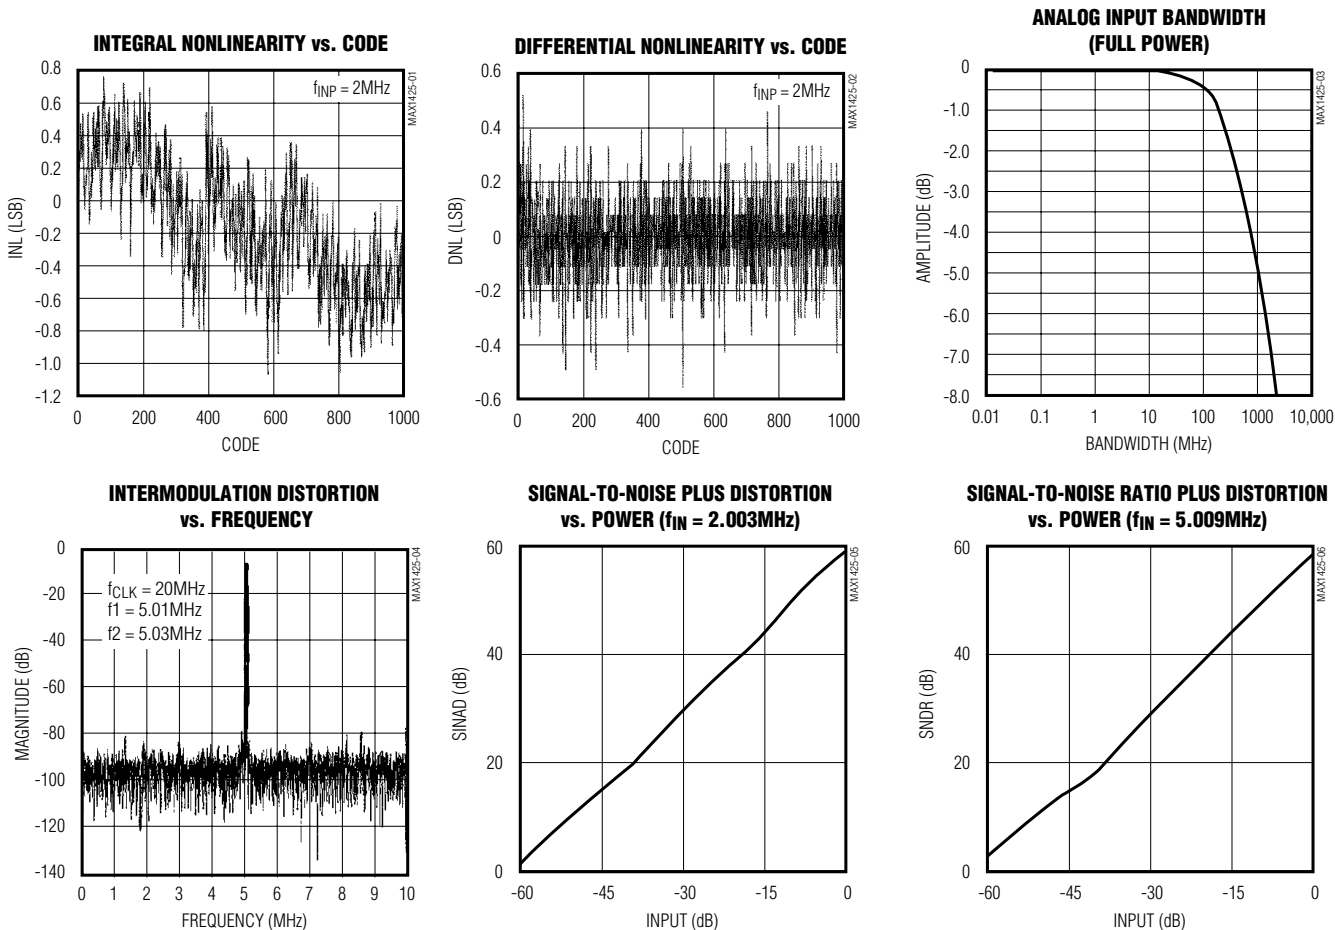 INTEGRAL NONLINEARITY vs. CODE
0.8
0.6
0.4
0.2
0
-0.2
-0.4
-0.6
-0.8
-1.0
-1.2
INL (LSB)
fINP = 2MHz
MAX1425-01
0 200 400 600 800 1000
CODE
DIFFERENTIAL NONLINEARITY vs. CODE
0.6
0.4
0.2
0
-0.2
-0.4
-0.6
DNL (LSB)
fINP = 2MHz
MAX1425-02
0 200 400 600 800 1000
CODE
ANALOG INPUT BANDWIDTH
(FULL POWER)
0
-1.0
-2.0
-3.0
-4.0
-5.0
-6.0
-7.0
-8.0
AMPLITUDE (dB)
MAX1425-03
0.01 0.1 1 10 100 1000 10,000
BANDWIDTH (MHz)
INTERMODULATION DISTORTION
vs. FREQUENCY
0
-20
-40
-60
-80
-100
-120
-140
MAGNITUDE (dB)
fCLK = 20MHz
f1 = 5.01MHz
f2 = 5.03MHz
MAX1425-04
0 1 2 3 4 5 6 7 8 9 10
FREQUENCY (MHz)
SIGNAL-TO-NOISE PLUS DISTORTION
vs. POWER (fIN = 2.003MHz)
60
40
20
0
SINAD (dB)
MAX1425-05
-60 -45 -30 -15 0
INPUT (dB)
SIGNAL-TO-NOISE RATIO PLUS DISTORTION
vs. POWER (fIN = 5.009MHz)
60
40
20
0
SNDR (dB)
MAX1425-06
-60 -45 -30 -15 0
INPUT (dB)